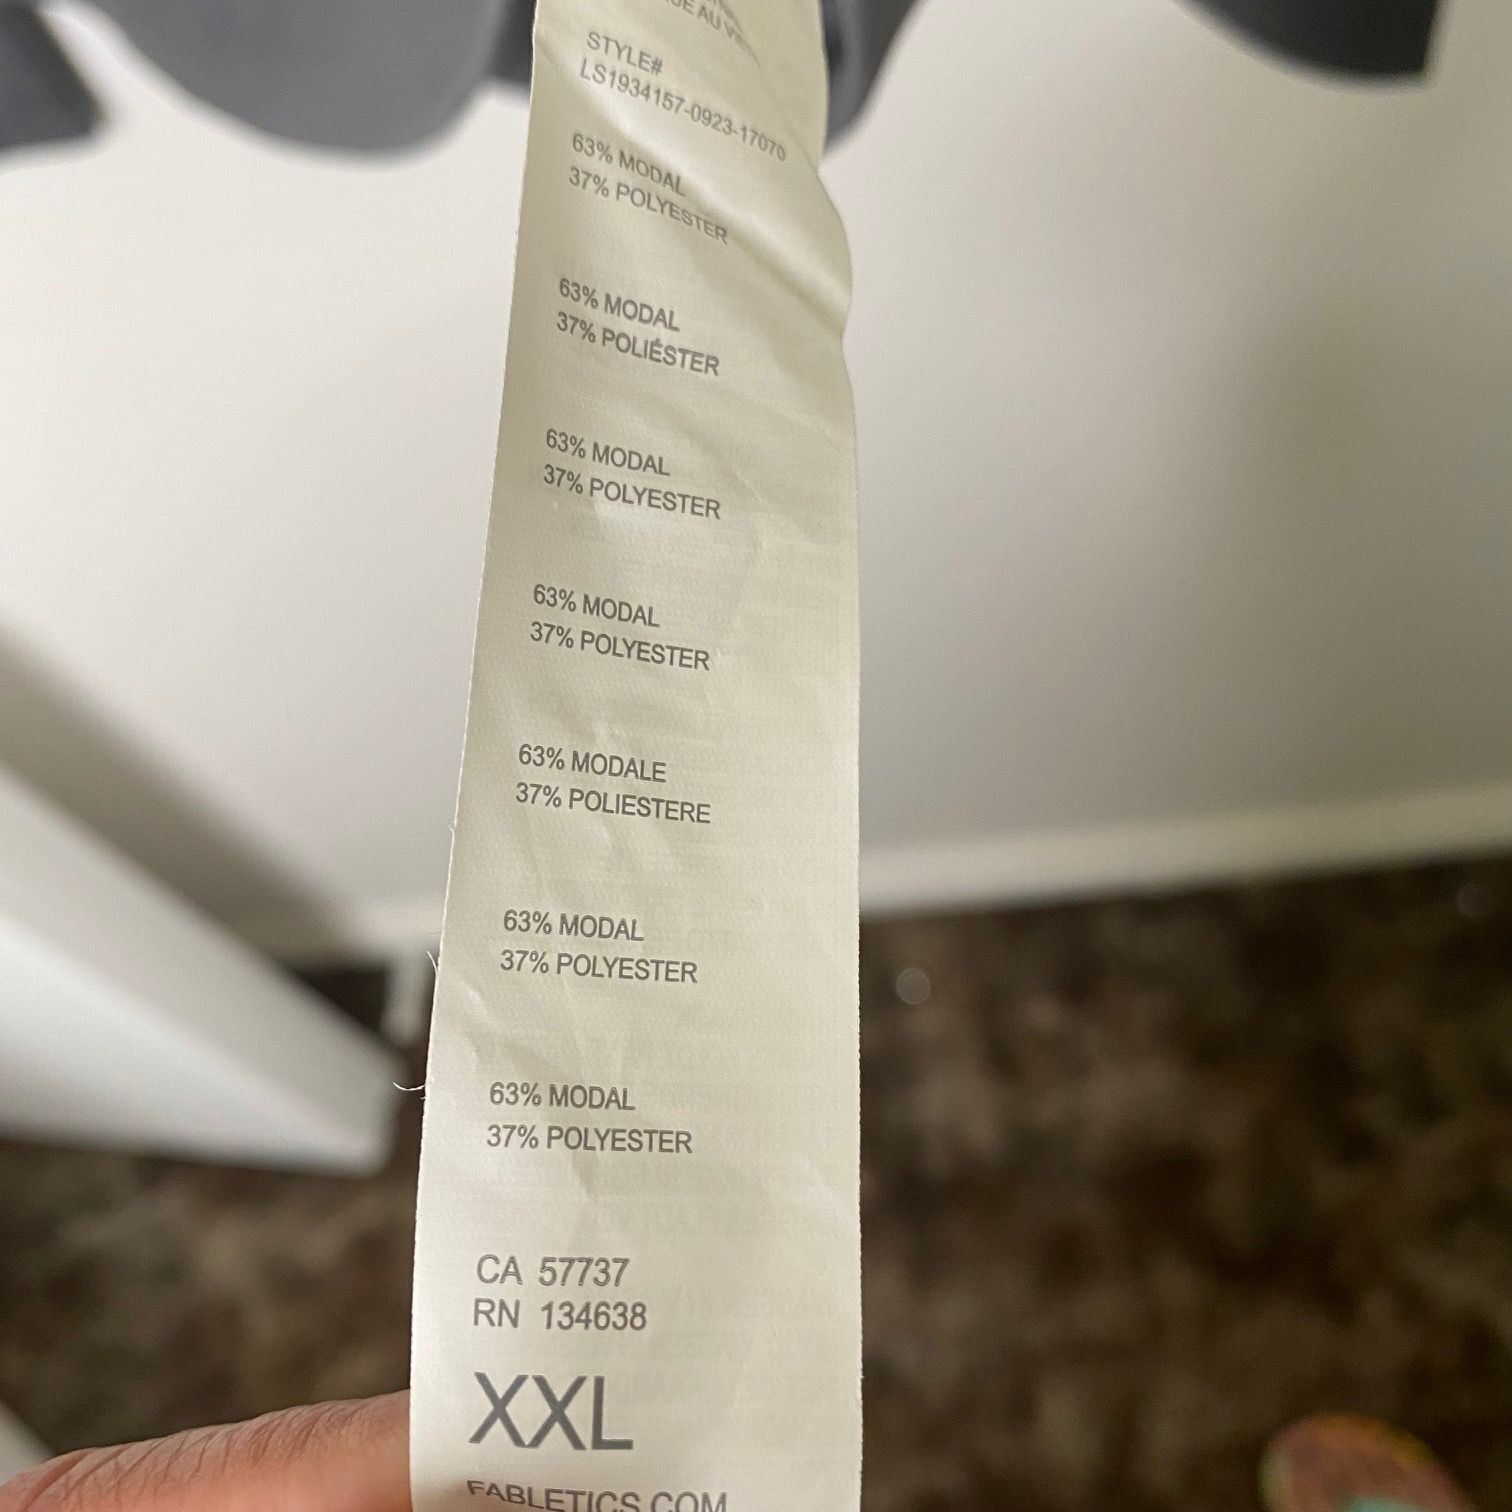 AU
STYLE#
LS1934157-0923-17070
63% MODAL
37% POLYESTER
63% MODAL
37% POLIÉSTER
63% MODAL
37% POLYESTER
63% MODAL
37% POLYESTER
63% MODALE
37% POLIESTERE
63% MODAL
37% POLYESTER
63% MODAL
37% POLYESTER
CA 57737
RN 134638
XXL
FABLETICS.COM